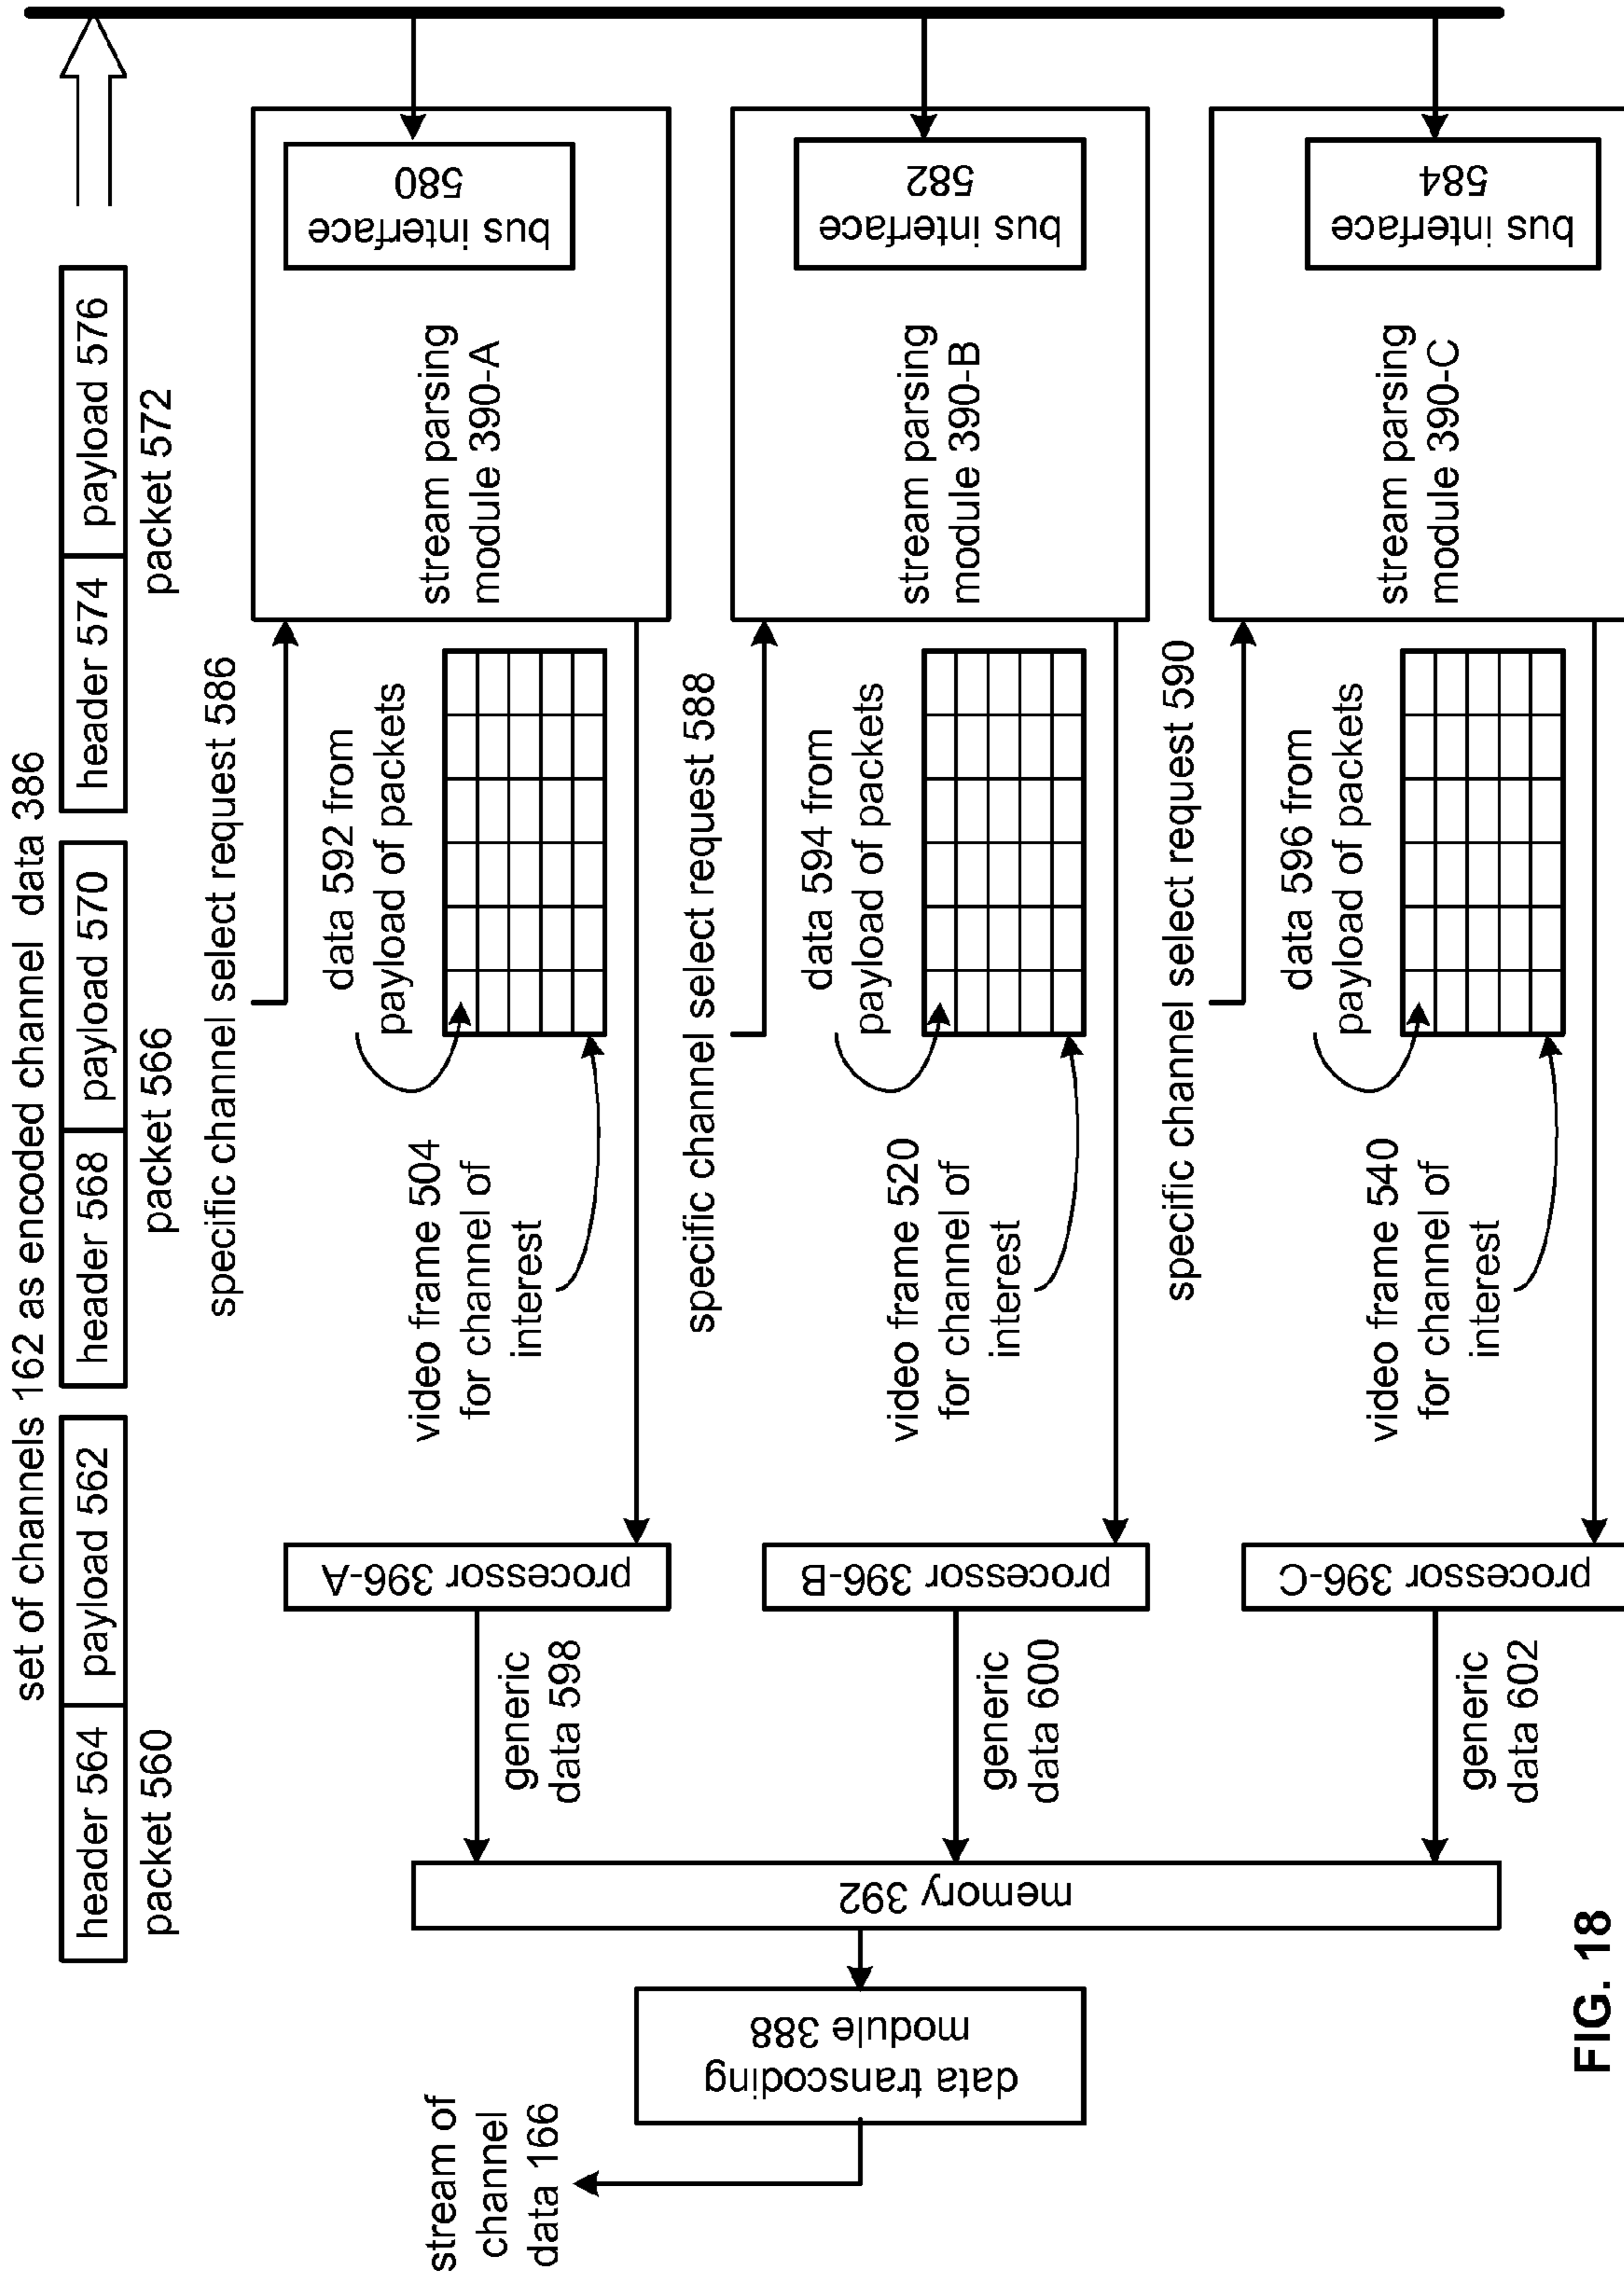 set of channels 162 as encoded channel data 386
header 564
payload 562
header 568
payload 570
header 574
payload 576
packet 560
packet 566
packet 572
specific channel select request 586
data 592 from
payload of packets
video frame 504
for channel of
interest
stream parsing
module 390-A
bus interface
580
processor 396-A
generic
data 598
specific channel select request 588
data 594 from
payload of packets
video frame 520
for channel of
interest
stream parsing
module 390-B
bus interface
582
processor 396-B
generic
data 600
specific channel select request 590
data 596 from
payload of packets
video frame 540
for channel of
interest
stream parsing
module 390-C
bus interface
584
processor 396-C
generic
data 602
memory 392
data transcoding
module 388
stream of
channel
data 166
FIG. 18